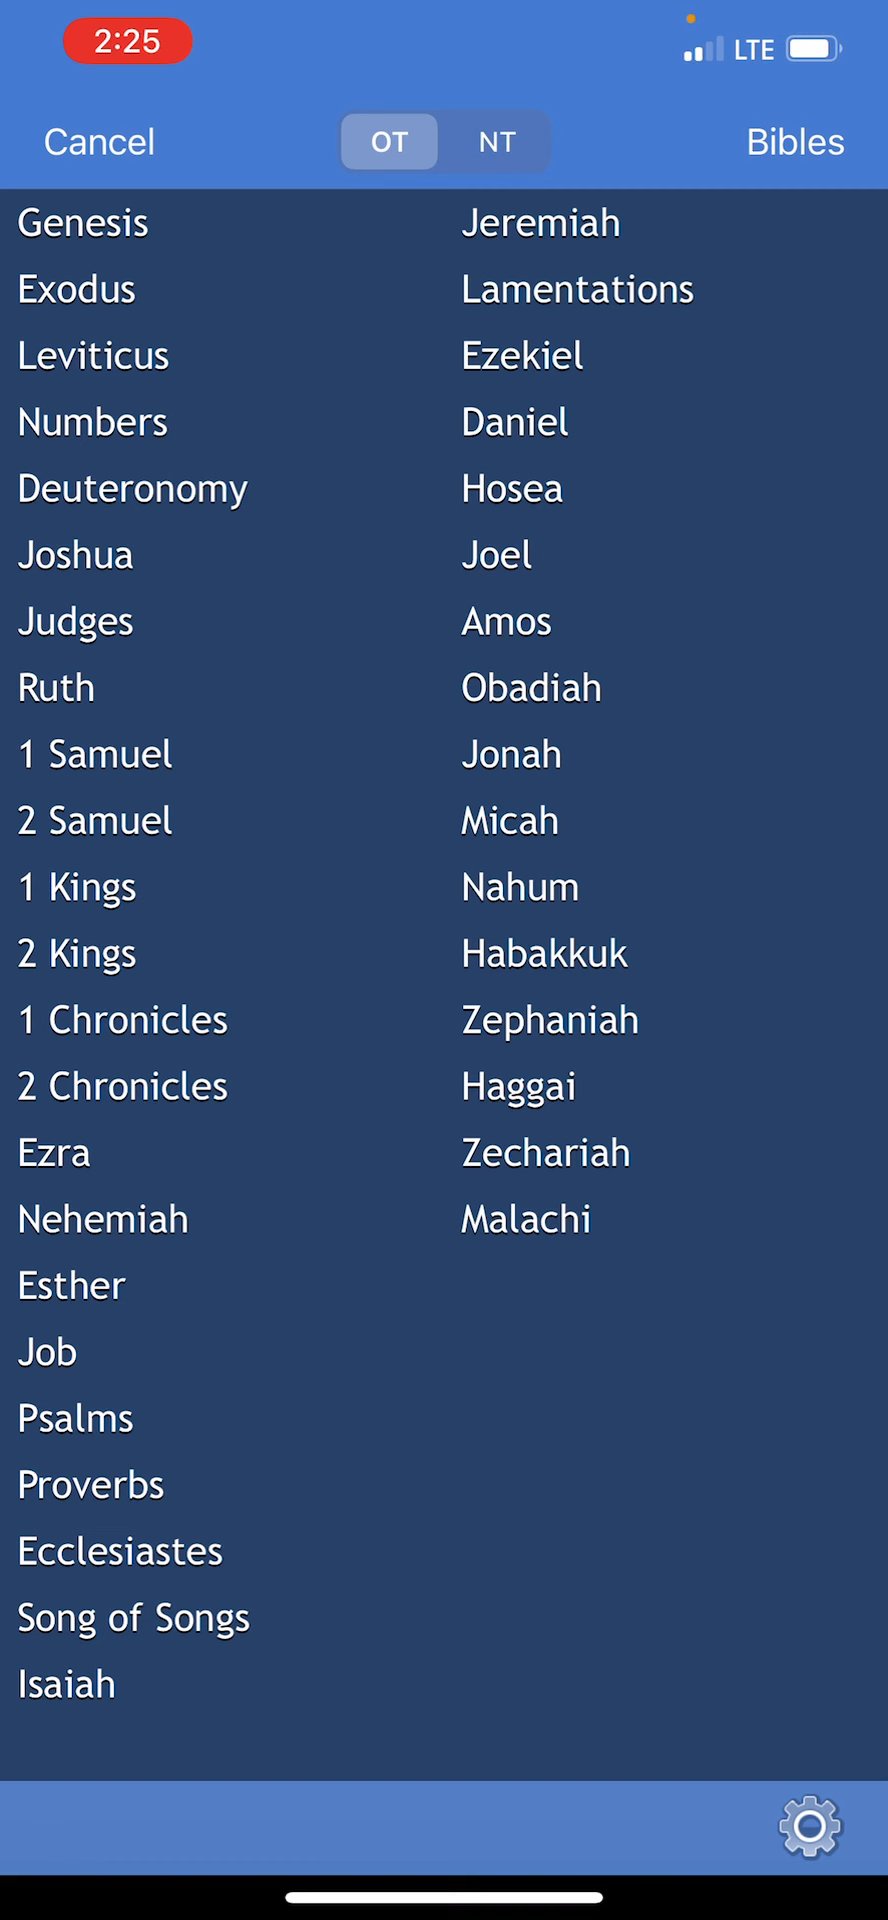 2:25
LTE
Cancel
OT
NT
Bibles
Genesis
Exodus
Leviticus
Numbers
Deuteronomy
Joshua
Judges
Ruth
1 Samuel
2 Samuel
1 Kings
2 Kings
1 Chronicles
2 Chronicles
Ezra
Nehemiah
Esther
Job
Psalms
Proverbs
Ecclesiastes
Song of Songs
Isaiah
Jeremiah
Lamentations
Ezekiel
Daniel
Hosea
Joel
Amos
Obadiah
Jonah
Micah
Nahum
Habakkuk
Zephaniah
Haggai
Zechariah
Malachi